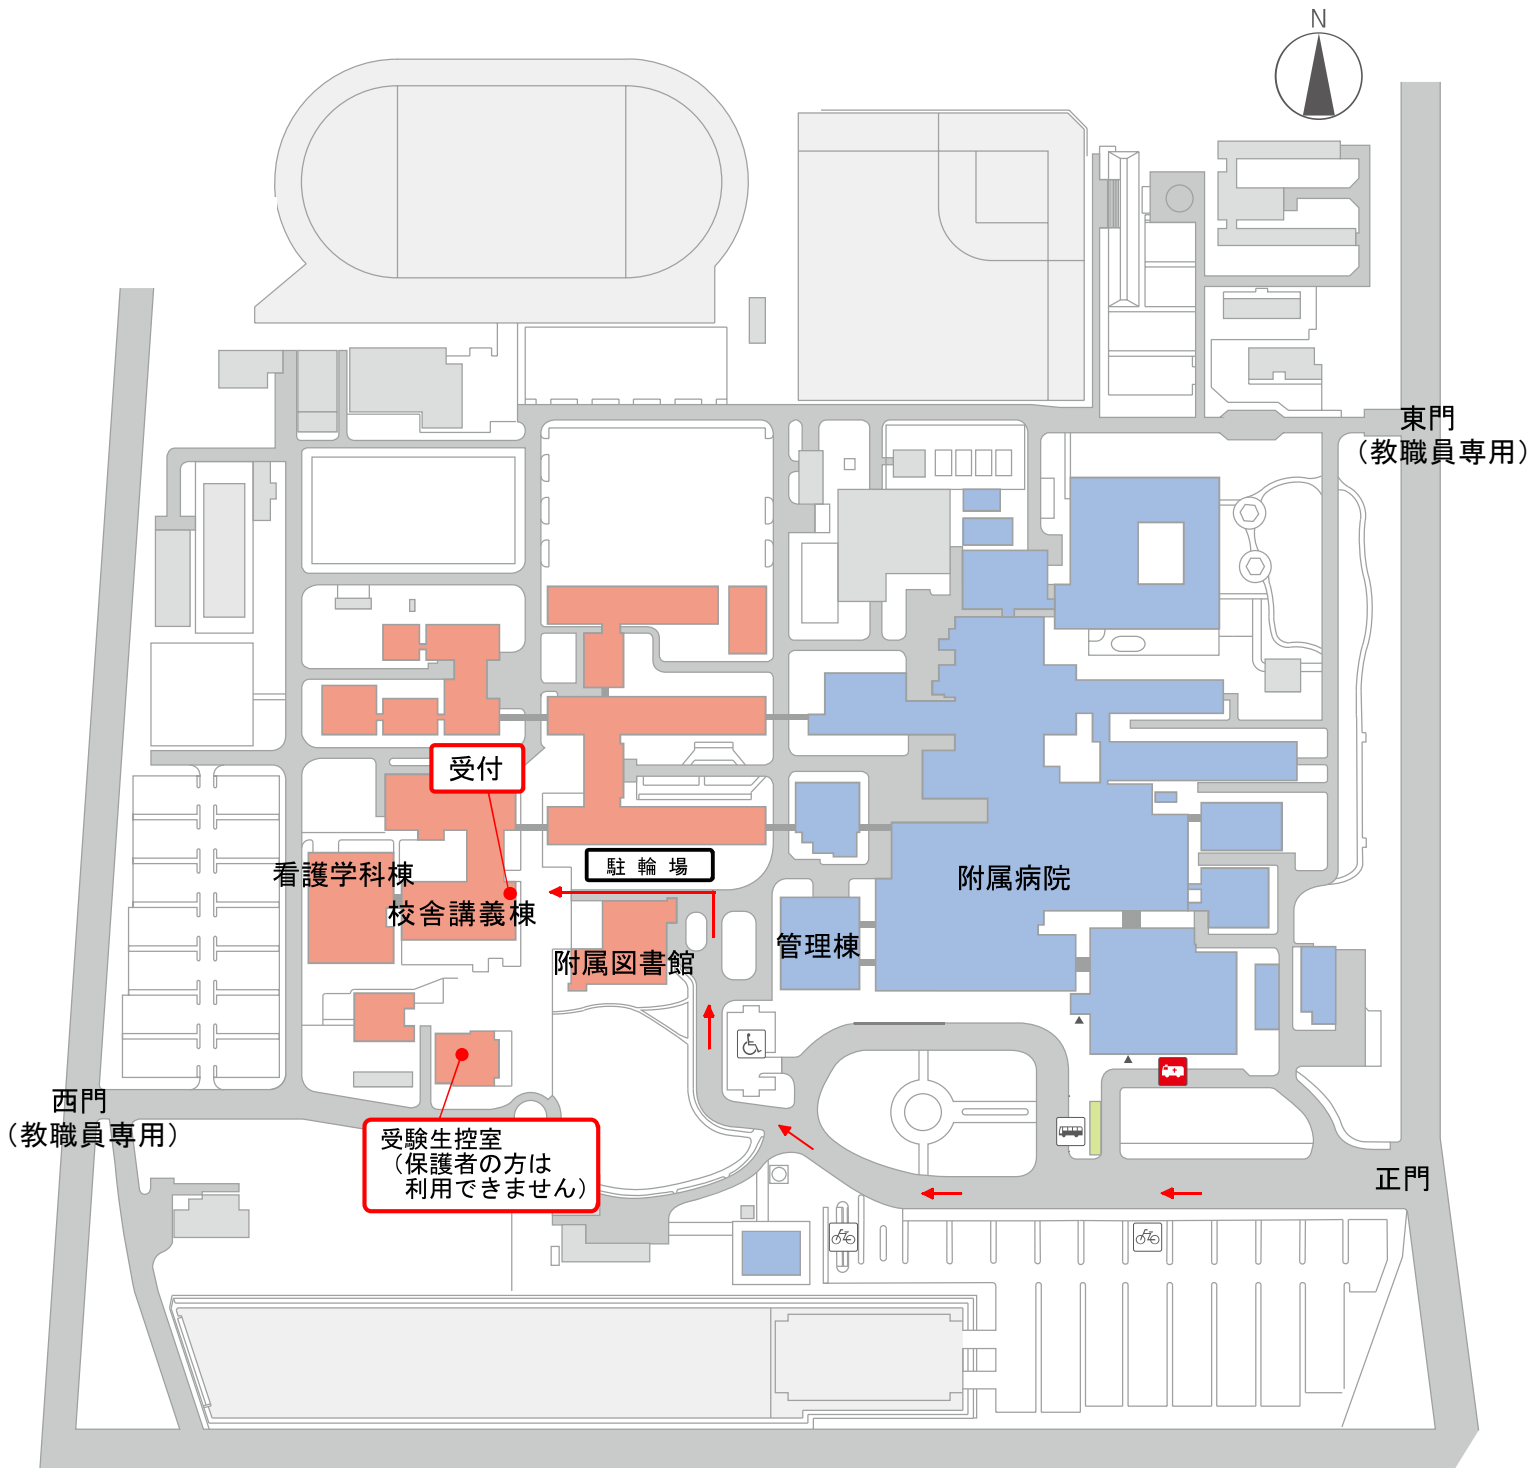 N
東門
（教職員専用）
受付
駐輪場
看護学科棟
附属病院
校舎講義棟
管理棟
附属図書館
西門
（教職員専用）
受験生控室
（保護者の方は
利用できません）
正門